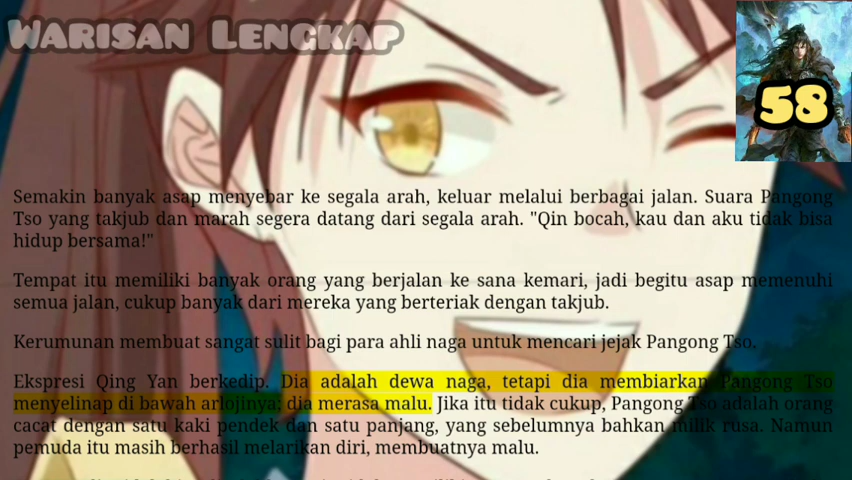 Warisan Lengkap
58
Semakin banyak asap menyebar ke segala arah, keluar melalui berbagai jalan. Suara Pangong
Tso yang takjub dan marah segera datang dari segala arah. "Qin bocah, kau dan aku tidak bisa
hidup bersama!"
Tempat itu memiliki banyak orang yang berjalan ke sana kemari, jadi begitu asap memenuhi
semua jalan, cukup banyak dari mereka yang berteriak dengan takjub.
Kerumunan membuat sangat sulit bagi para ahli naga untuk mencari jejak Pangong Tso.
Ekspresi Qing Yan berkedip. Dia adalah dewa naga, tetapi dia membiarkan Pangong Tso
menyelinap di bawah arlojinya; dia merasa malu. Jika itu tidak cukup, Pangong Tso adalah orang
cacat dengan satu kaki pendek dan satu panjang, yang sebelumnya bahkan milik rusa. Namun
pemuda itu masih berhasil melarikan diri, membuatnya malu.